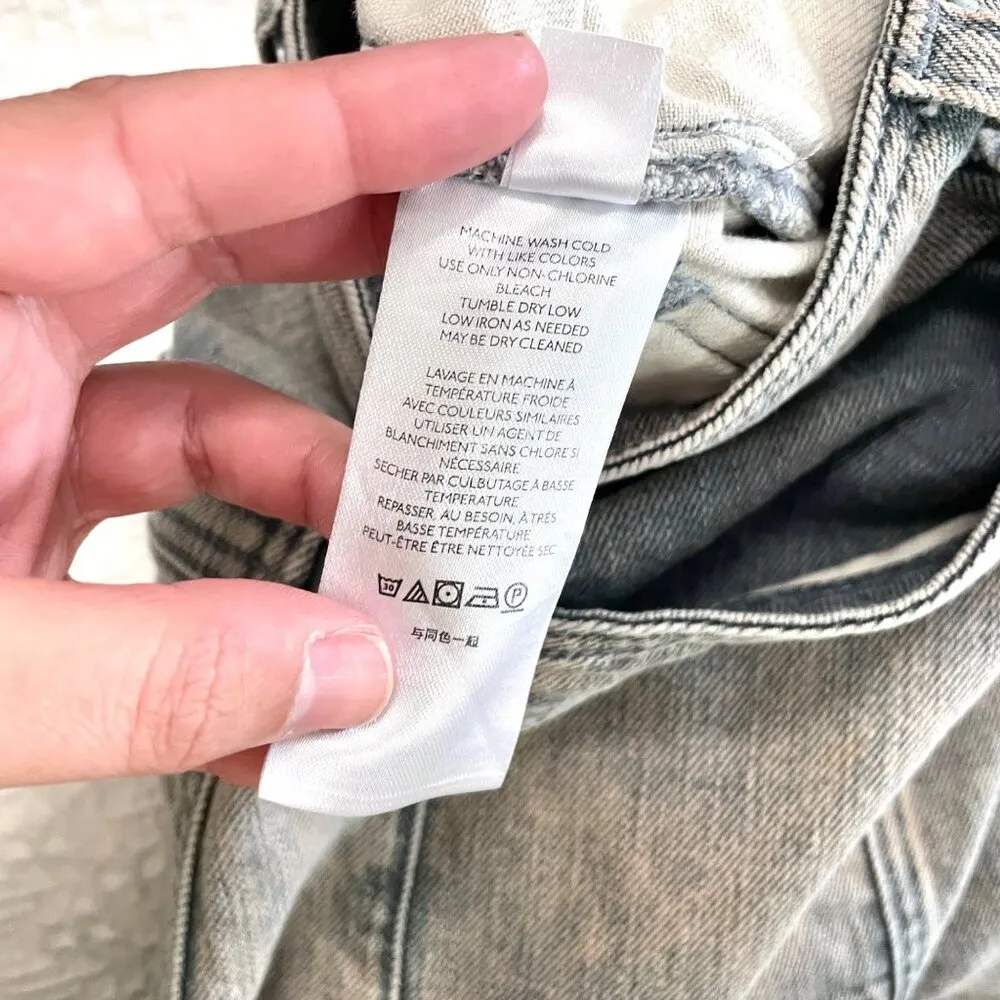 MACHINE WASH COLD
WITH LIKE COLORS
USE ONLY NON-CHLORINE
BLEACH
TUMBLE DRY LOW
LOW IRON AS NEEDED
MAY BE DRY CLEANED
LAVAGE EN MACHINE À
TEMPÉRATURE FROIDE
AVEC COULEURS SIMILAIRES
UTILISER UN AGENT DE
BLANCHIMENT SANS CHLORE SI
NÉCESSAIRE
SECHER PAR CULBUTAGE À BASSE
TEMPERATURE
REPASSER, AU BESOIN, À TRÈS
BASSE TEMPÉRATURE
PEUT-ÊTRE ÊTRE NETTOYÉE SEC
30 P
与同色一起